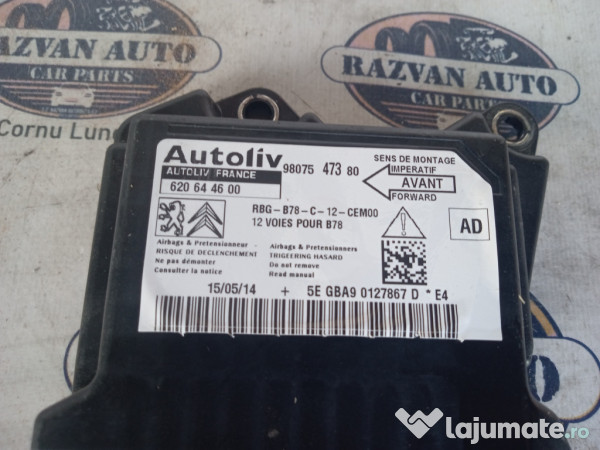 RAZVAN AUTO
CAR PARTS
Cornu Lun
RAZVAN AUTO
CAR PARTS
Autoliv
AUTOLIV FRANCE
620 64 46 00
98075 473 80
SENS DE MONTAGE
IMPERATIF
AVANT
FORWARD
RBG-B78-C-12-CEM00
12 VOIES POUR B78
AD
Airbags & Pretensionneur
RISQUE DE DECLENCHEMENT
Ne pas démonter
Consulter la notice
Airbags & Pretensioners
TRIGEERING HASARD
Do not remove
Read manual
15/05/14 + 5E GBA9 0127867 D * E4
lajumate.ro